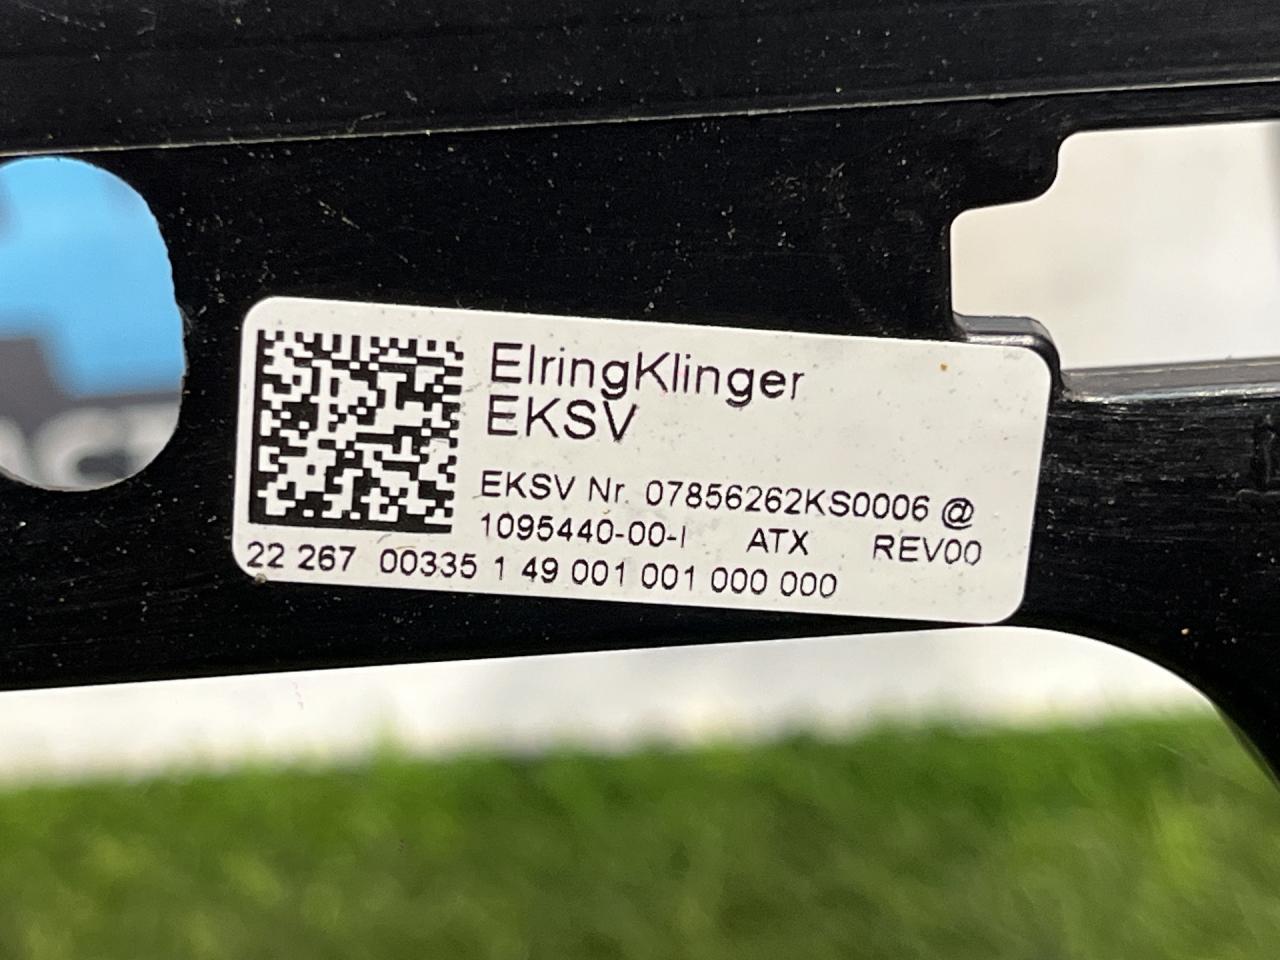 ElringKlinger
EKSV
EKSV Nr. 07856262KS0006 @
1095440-00-I ATX REV00
22 267 00335 1 49 001 001 000 000